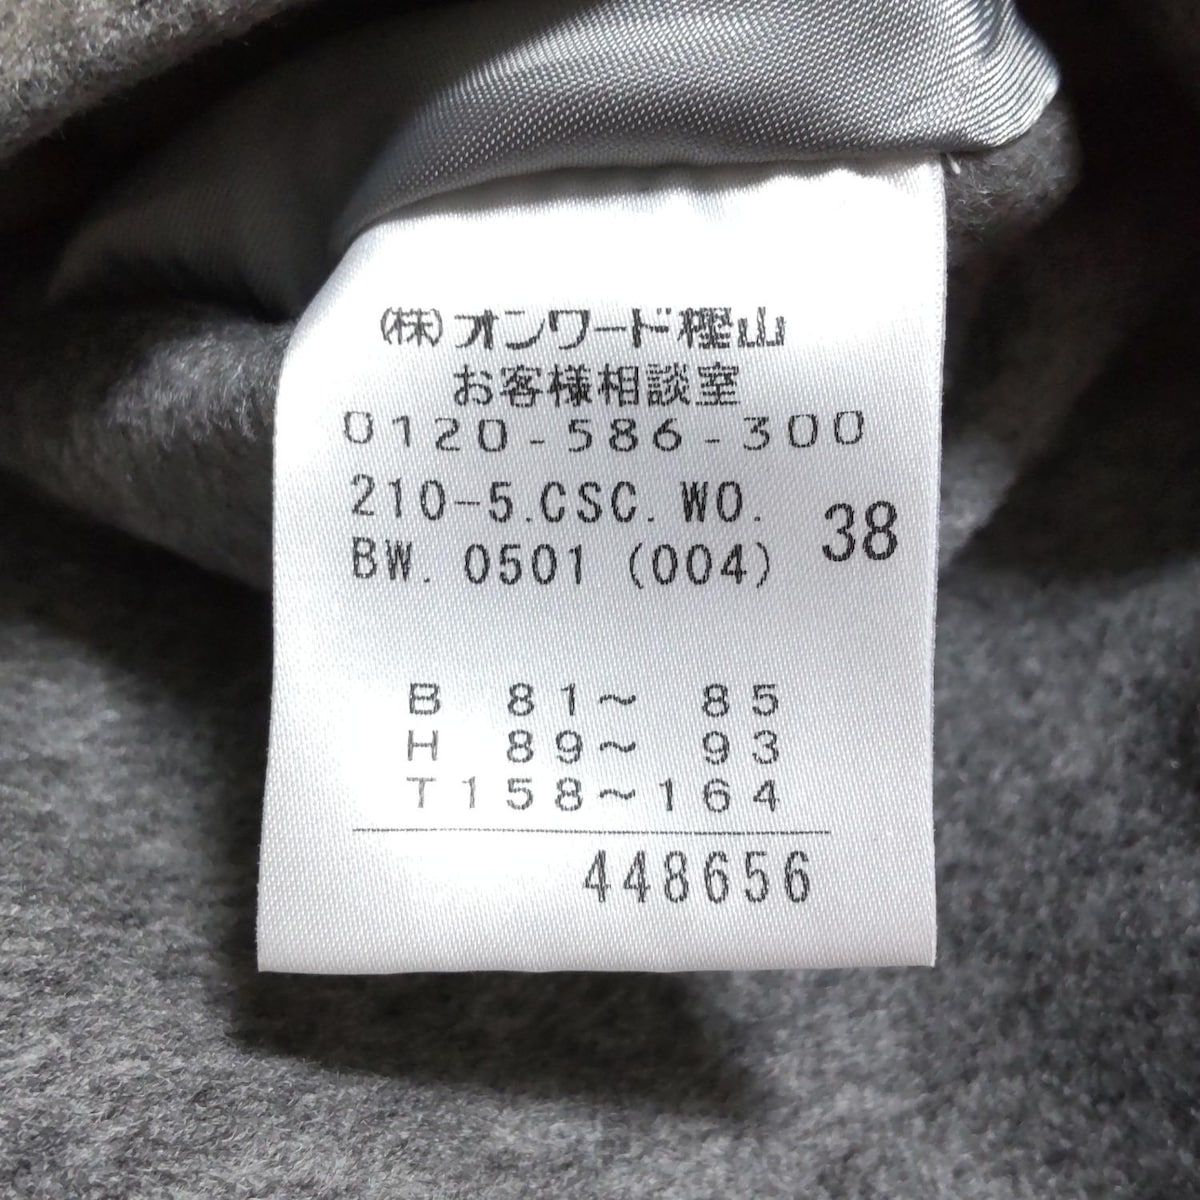 (株)オンワード樫山
お客様相談室
0120-586-300
210-5.CSC. WO.
BW. 0501 (004)
38
B 81～ 85
H 89～ 93
T158～164
448656